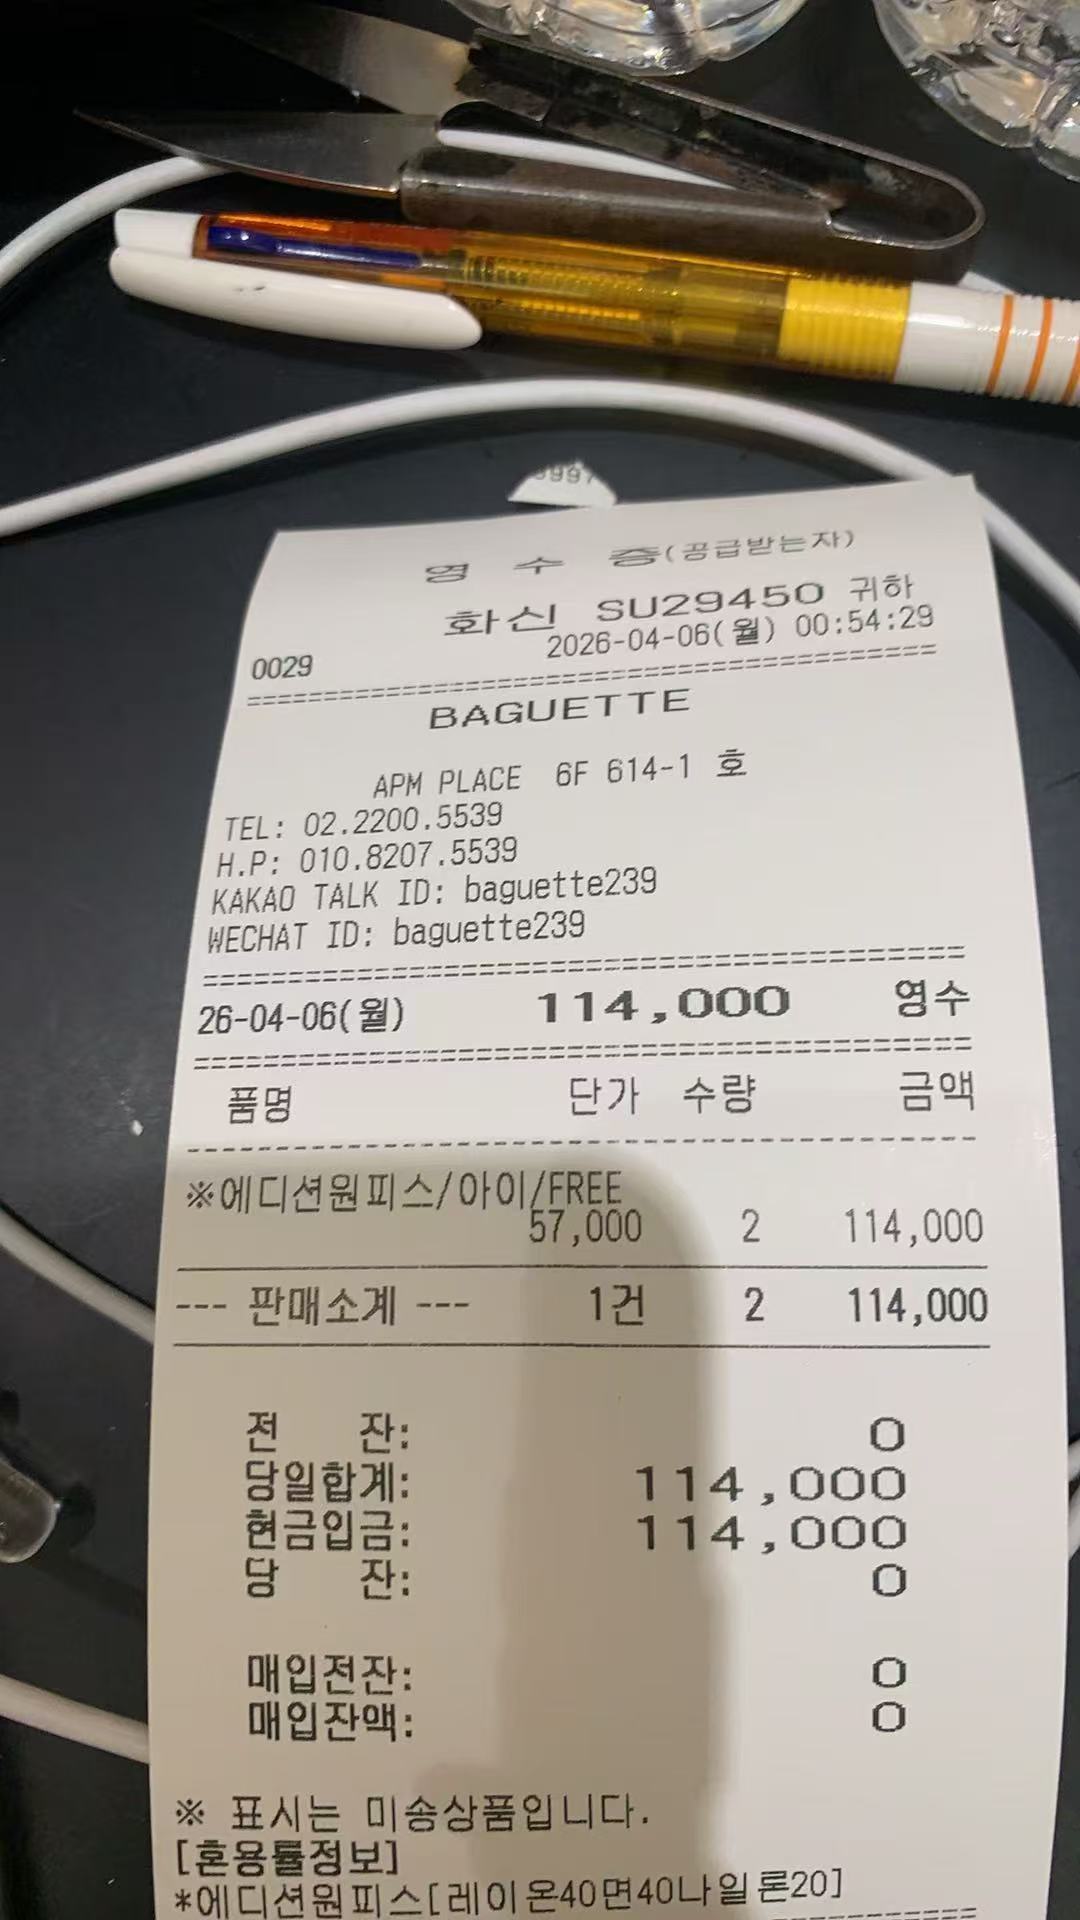 영 수 증(공급받는자)
화신 SU29450 귀하
2026-04-06(월) 00:54:29
0029
========================================
BAGUETTE
APM PLACE 6F 614-1 호
TEL: 02.2200.5539
H.P: 010.8207.5539
KAKAO TALK ID: baguette239
WECHAT ID: baguette239
========================================
26-04-06(월) 114,000 영수
========================================
품명 단가 수량 금액
----------------------------------------
※에디션원피스/아이/FREE
57,000 2 114,000
--- 판매소계 --- 1건 2 114,000
전 잔: 0
당일합계: 114,000
현금입금: 114,000
당 잔: 0
매입전잔: 0
매입잔액: 0
※ 표시는 미송상품입니다.
[혼용률정보]
*에디션원피스[레이온40면40나일론20]